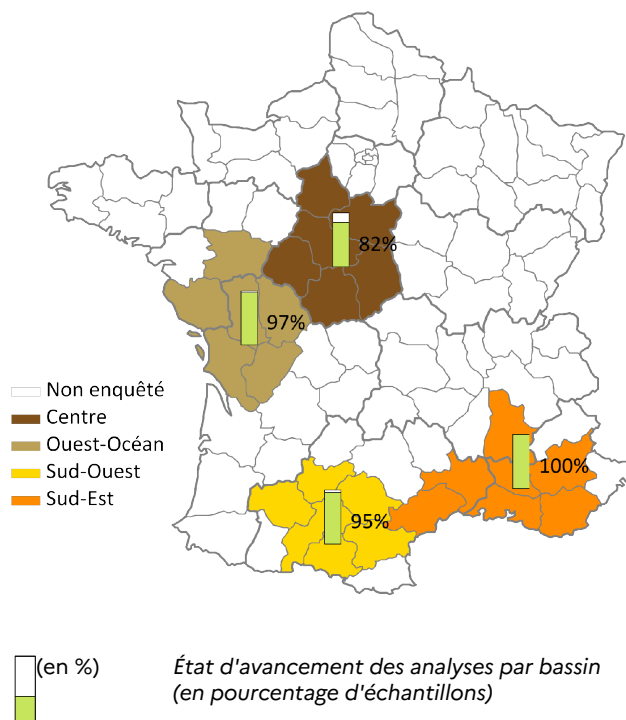 82%
97%
Non enquêté
Centre
Ouest-Océan
Sud-Ouest
Sud-Est
100%
95%
(en %)
État d'avancement des analyses par bassin
(en pourcentage d'échantillons)